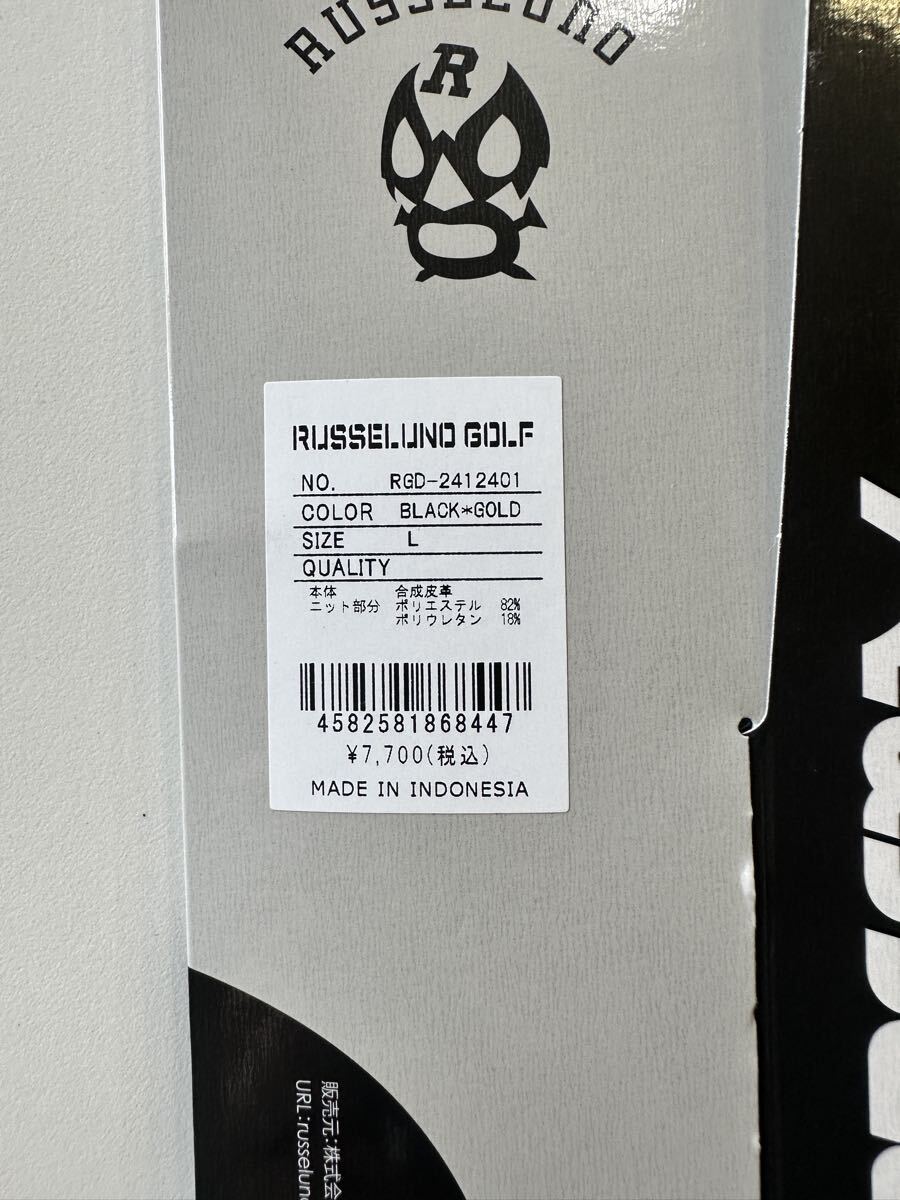 RUSSELUNO
R
RUSSELUNO GOLF
NO. RGD-2412401
COLOR BLACK*GOLD
SIZE L
QUALITY
本体 合成皮革
ニット部分 ポリエステル 82%
ポリウレタン 18%
4582581868447
¥7,700(税込)
MADE IN INDONESIA
販売元:株式会
URL:russeluno